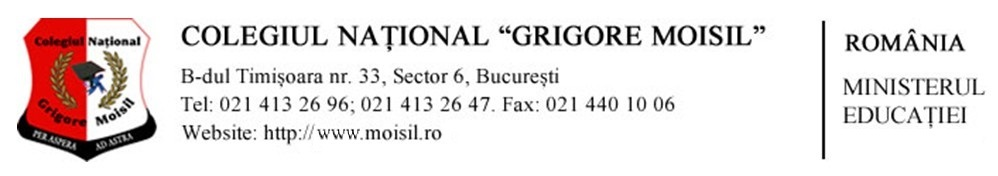 Colegiul Național
Grigore Moisil
PER ASPERA AD ASTRA
COLEGIUL NAȚIONAL “GRIGORE MOISIL”
B-dul Timișoara nr. 33, Sector 6, București
Tel: 021 413 26 96; 021 413 26 47. Fax: 021 440 10 06
Website: http://www.moisil.ro
ROMÂNIA
MINISTERUL
EDUCAȚIEI